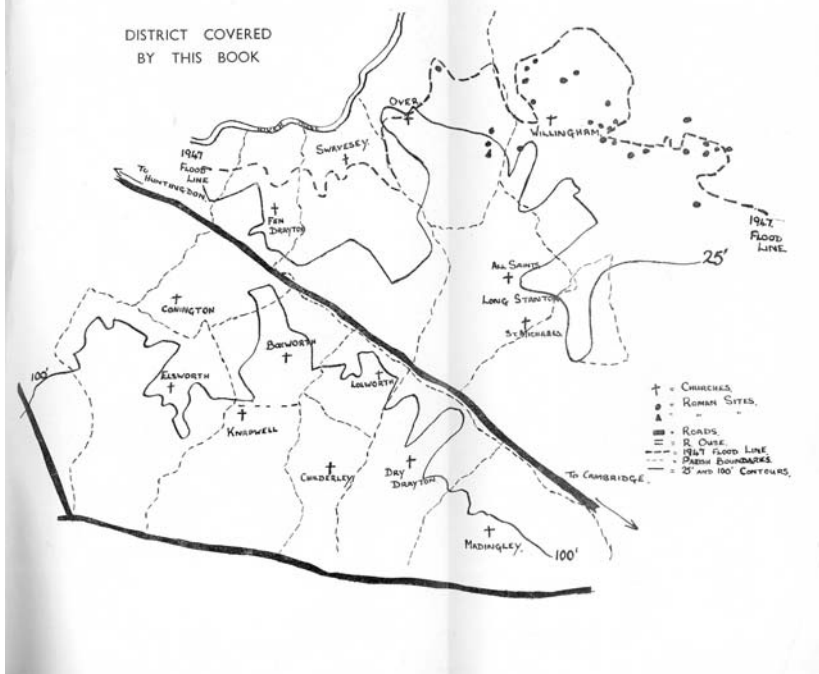 DISTRICT COVERED
BY THIS BOOK
RIVER OUSE
OVER
WILLINGHAM
SWAVESEY
1947
FLOOD
LINE
TO
HUNTINGDON
FEN
DRAYTON
1947
FLOOD
LINE
25'
ALL SAINTS
LONG STANTON
ST MICHAELS
CONINGTON
BOXWORTH
LOLWORTH
100'
ELSWORTH
KNAPWELL
CHILDERLEY
DRY
DRAYTON
TO CAMBRIDGE
MADINGLEY
100'
= CHURCHES.
= ROMAN SITES.
" "
= ROADS
= R OUSE
= 1947 FLOOD LINE
= PARISH BOUNDARIES
= 25' AND 100' CONTOURS.